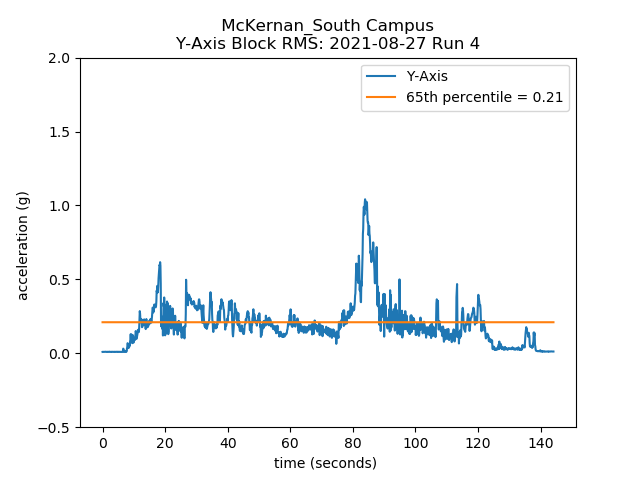 McKernan_South Campus
Y-Axis Block RMS: 2021-08-27 Run 4
Y-Axis
65th percentile = 0.21
acceleration (g)
2.0
1.5
1.0
0.5
0.0
−0.5
0 20 40 60 80 100 120 140
time (seconds)